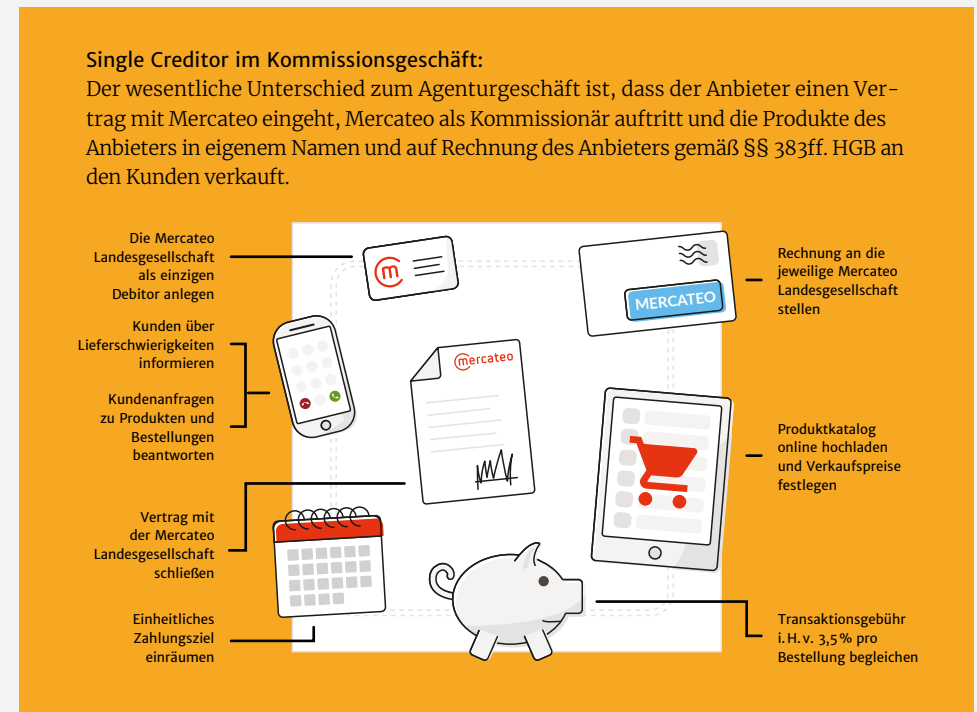 Single Creditor im Kommissionsgeschäft:
Der wesentliche Unterschied zum Agenturgeschäft ist, dass der Anbieter einen Ver-
trag mit Mercateo eingeht, Mercateo als Kommissionär auftritt und die Produkte des
Anbieters in eigenem Namen und auf Rechnung des Anbieters gemäß §§ 383ff. HGB an
den Kunden verkauft.
Die Mercateo
Landesgesellschaft
als einzigen
Debitor anlegen
Kunden über
Lieferschwierigkeiten
informieren
Kundenanfragen
zu Produkten und
Bestellungen
beantworten
Vertrag mit
der Mercateo
Landesgesellschaft
schließen
Einheitliches
Zahlungsziel
einräumen
m
mercateo
MERCATEO
Rechnung an die
jeweilige Mercateo
Landesgesellschaft
stellen
Produktkatalog
online hochladen
und Verkaufspreise
festlegen
Transaktionsgebühr
i. H. v. 3,5 % pro
Bestellung begleichen